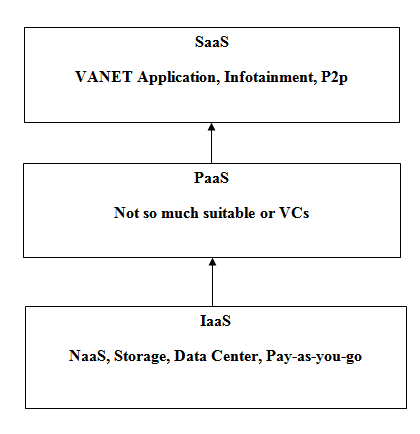 SaaS
VANET Application, Infotainment, P2p
PaaS
Not so much suitable or VCs
IaaS
NaaS, Storage, Data Center, Pay-as-you-go